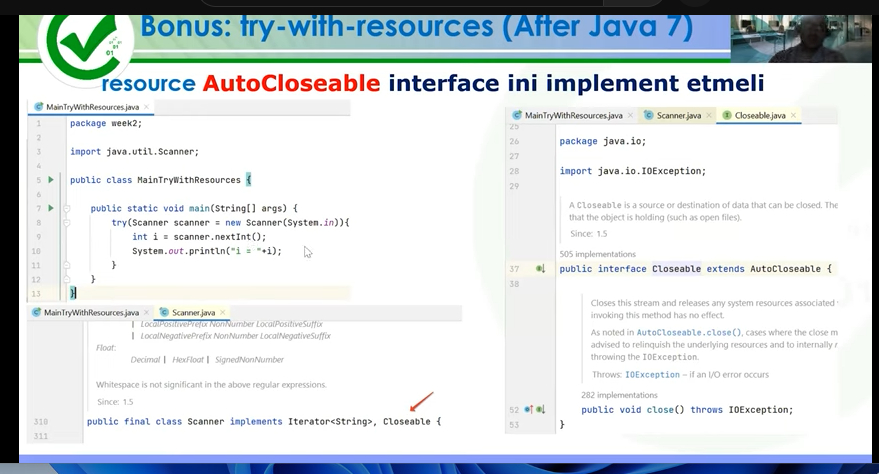 Bonus: try-with-resources (After Java 7)
resource AutoCloseable interface ini implement etmeli
MainTryWithResources.java
1 package week2;
2
3 import java.util.Scanner;
4
5 public class MainTryWithResources {
6
7 public static void main(String[] args) {
8 try(Scanner scanner = new Scanner(System.in)){
9 int i = scanner.nextInt();
10 System.out.println("i = "+i);
11 }
12 }
13 }
MainTryWithResources.java Scanner.java
| LocalPositivePrefix NonNumber LocalPositiveSuffix
| LocalNegativePrefix NonNumber LocalNegativeSuffix
Float:
Decimal | HexFloat | SignedNonNumber
Whitespace is not significant in the above regular expressions.
Since: 1.5
310 public final class Scanner implements Iterator<String>, Closeable {
311
MainTryWithResources.java Scanner.java Closeable.java
25
26 package java.io;
27
28 import java.io.IOException;
29
A Closeable is a source or destination of data that can be closed. The
that the object is holding (such as open files).
Since: 1.5
505 implementations
37 public interface Closeable extends AutoCloseable {
38
Closes this stream and releases any system resources associated
invoking this method has no effect.
As noted in AutoCloseable.close(), cases where the close m
advised to relinquish the underlying resources and to internally
throwing the IOException.
Throws: IOException – if an I/O error occurs
282 implementations
52 public void close() throws IOException;
53 }